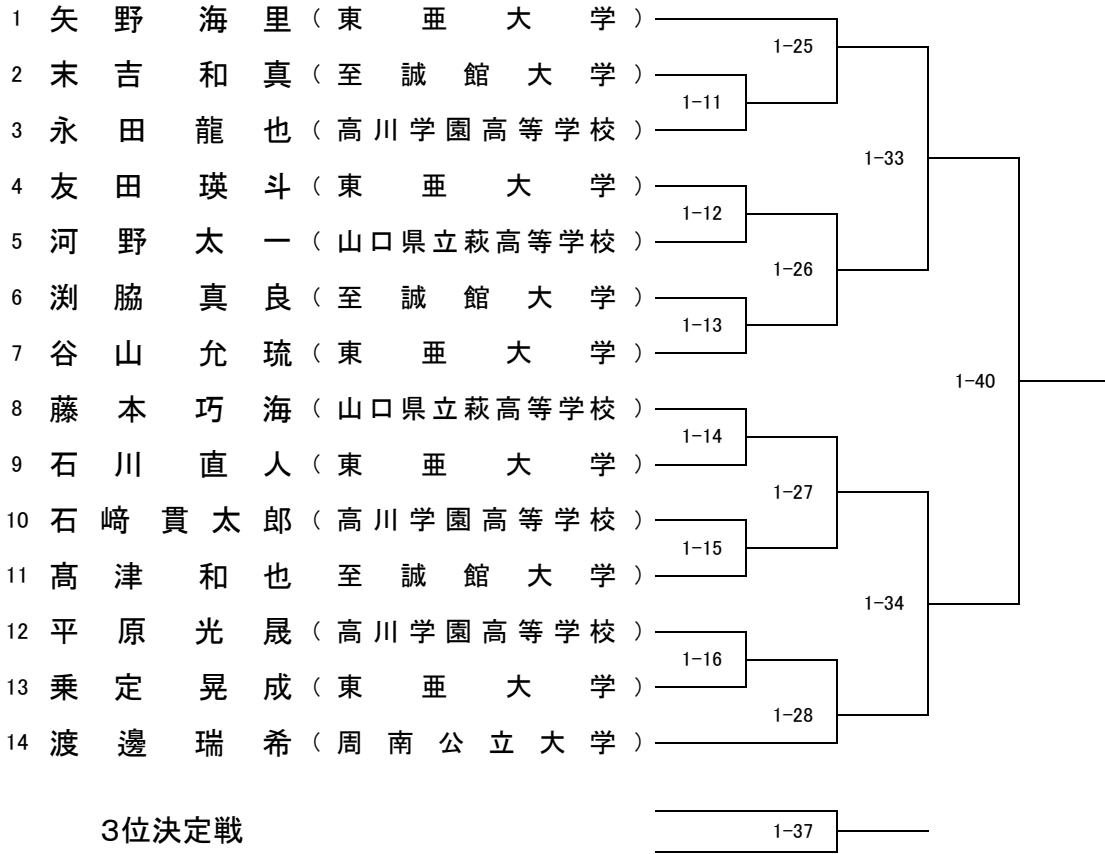 1 矢野海里（東亜大学）
1-25
2 末吉和真（至誠館大学）
1-11
3 永田龍也（高川学園高等学校）
1-33
4 友田瑛斗（東亜大学）
1-12
5 河野太一（山口県立萩高等学校）
1-26
6 渕脇真良（至誠館大学）
1-13
7 谷山允琉（東亜大学）
1-40
8 藤本巧海（山口県立萩高等学校）
1-14
9 石川直人（東亜大学）
1-27
10 石﨑貫太郎（高川学園高等学校）
1-15
11 髙津和也 至誠館大学）
1-34
12 平原光晟（高川学園高等学校）
1-16
13 乗定晃成（東亜大学）
1-28
14 渡邊瑞希（周南公立大学）
3位決定戦
1-37